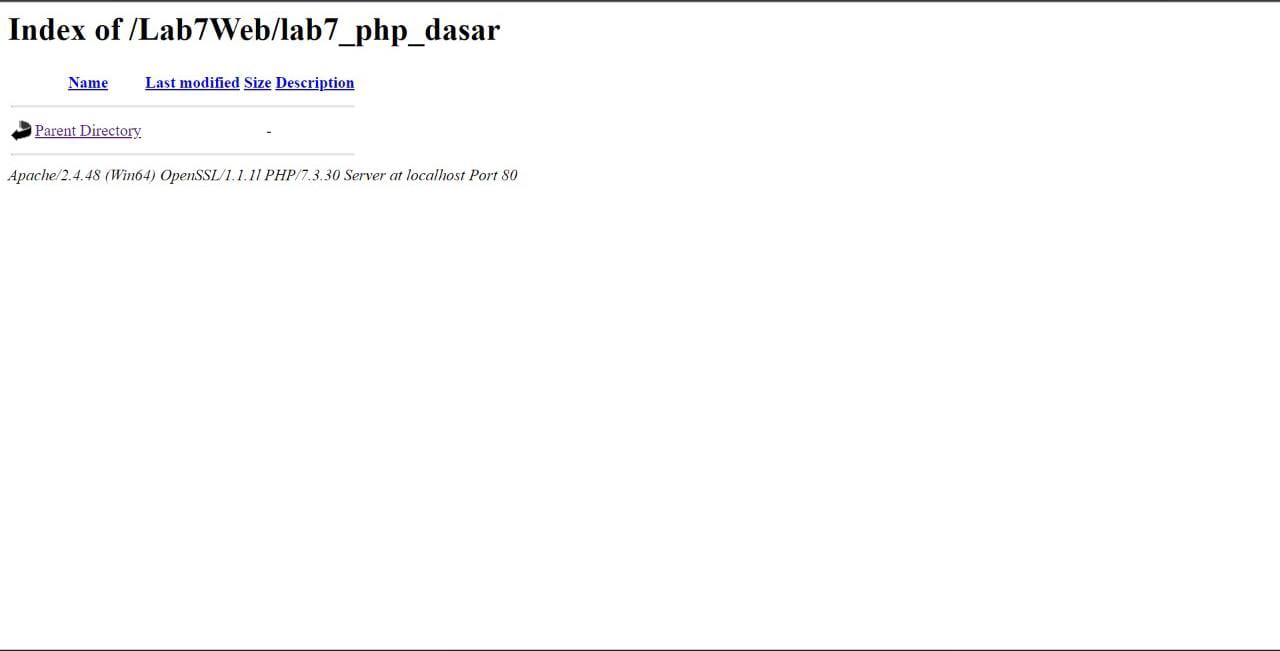 Index of /Lab7Web/lab7_php_dasar
Name Last modified Size Description
Parent Directory -
Apache/2.4.48 (Win64) OpenSSL/1.1.1l PHP/7.3.30 Server at localhost Port 80